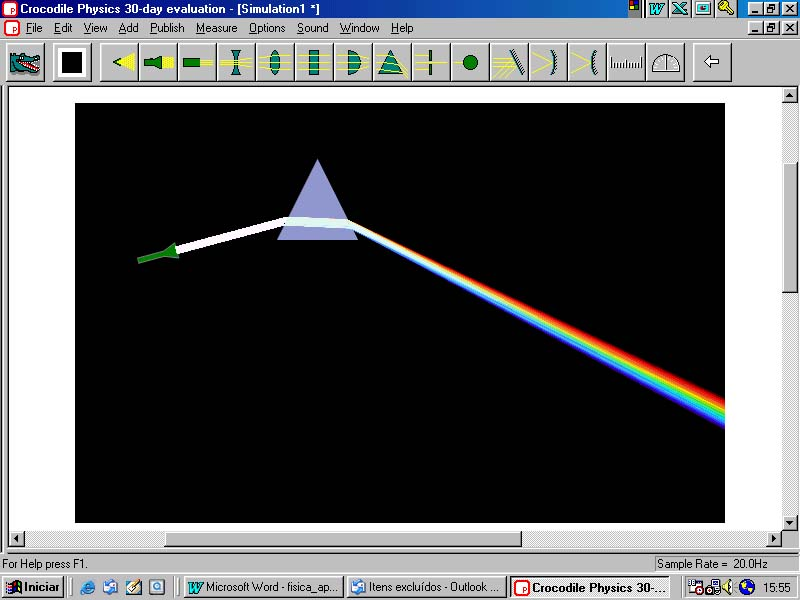 Crocodile Physics 30-day evaluation - [Simulation1 *]
File Edit View Add Publish Measure Options Sound Window Help
For Help press F1.
Sample Rate = 20.0Hz
Iniciar
Microsoft Word - fisica_ap...
Itens excluídos - Outlook ...
Crocodile Physics 30-...
15:55